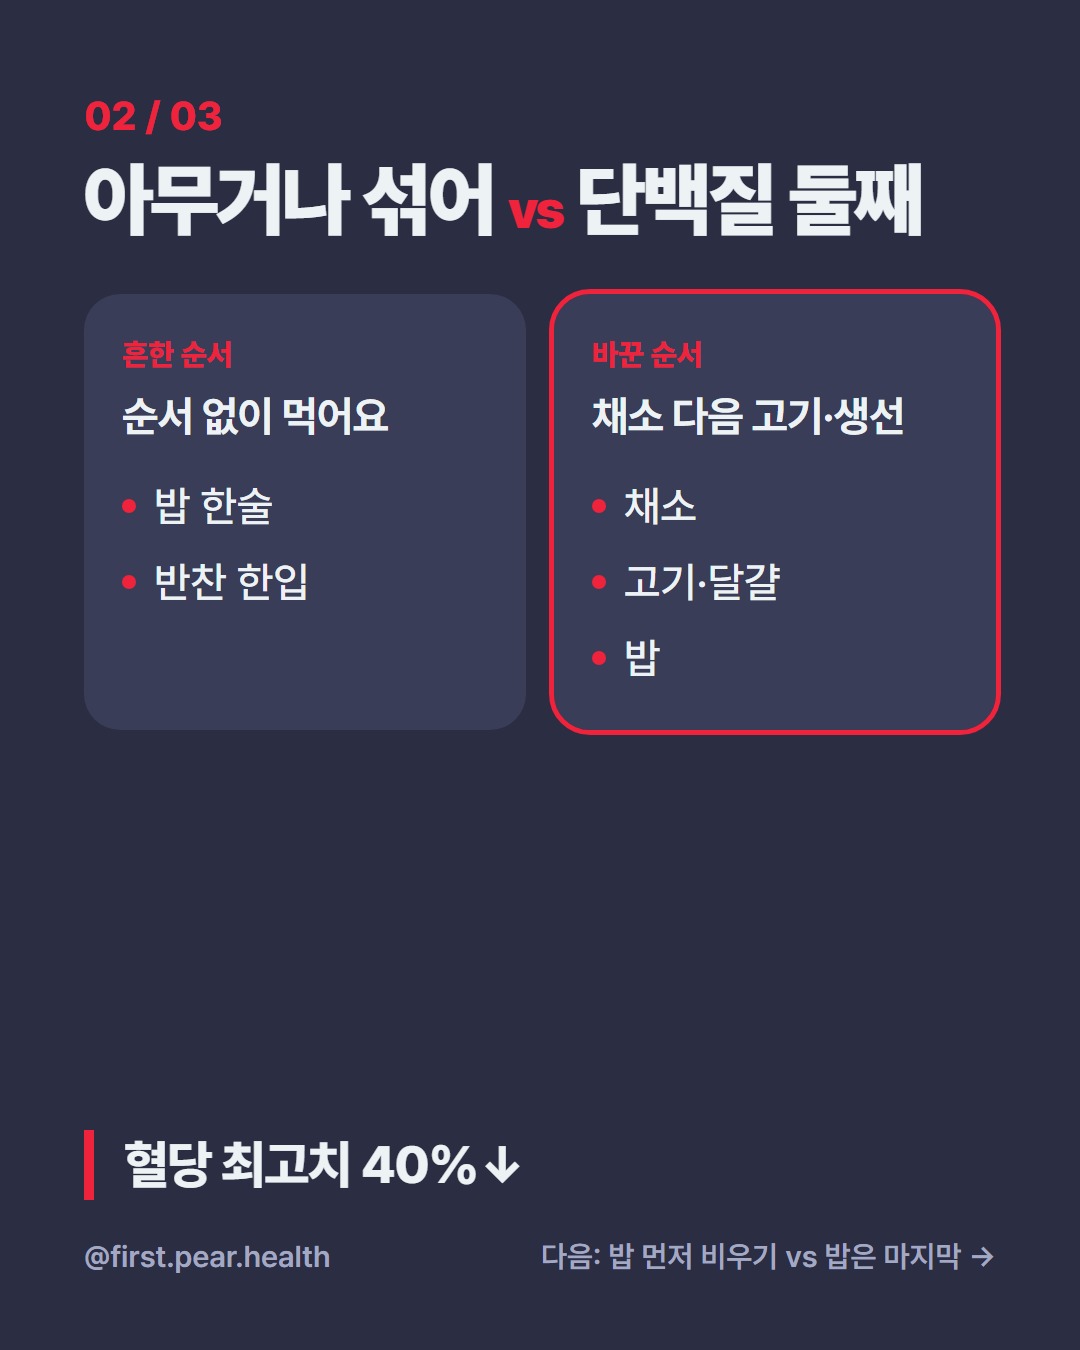 02 / 03
아무거나 섞어 vs 단백질 둘째
흔한 순서
순서 없이 먹어요
• 밥 한술
• 반찬 한입
바꾼 순서
채소 다음 고기·생선
• 채소
• 고기·달걀
• 밥
혈당 최고치 40%↓
@first.pear.health
다음: 밥 먼저 비우기 vs 밥은 마지막 →